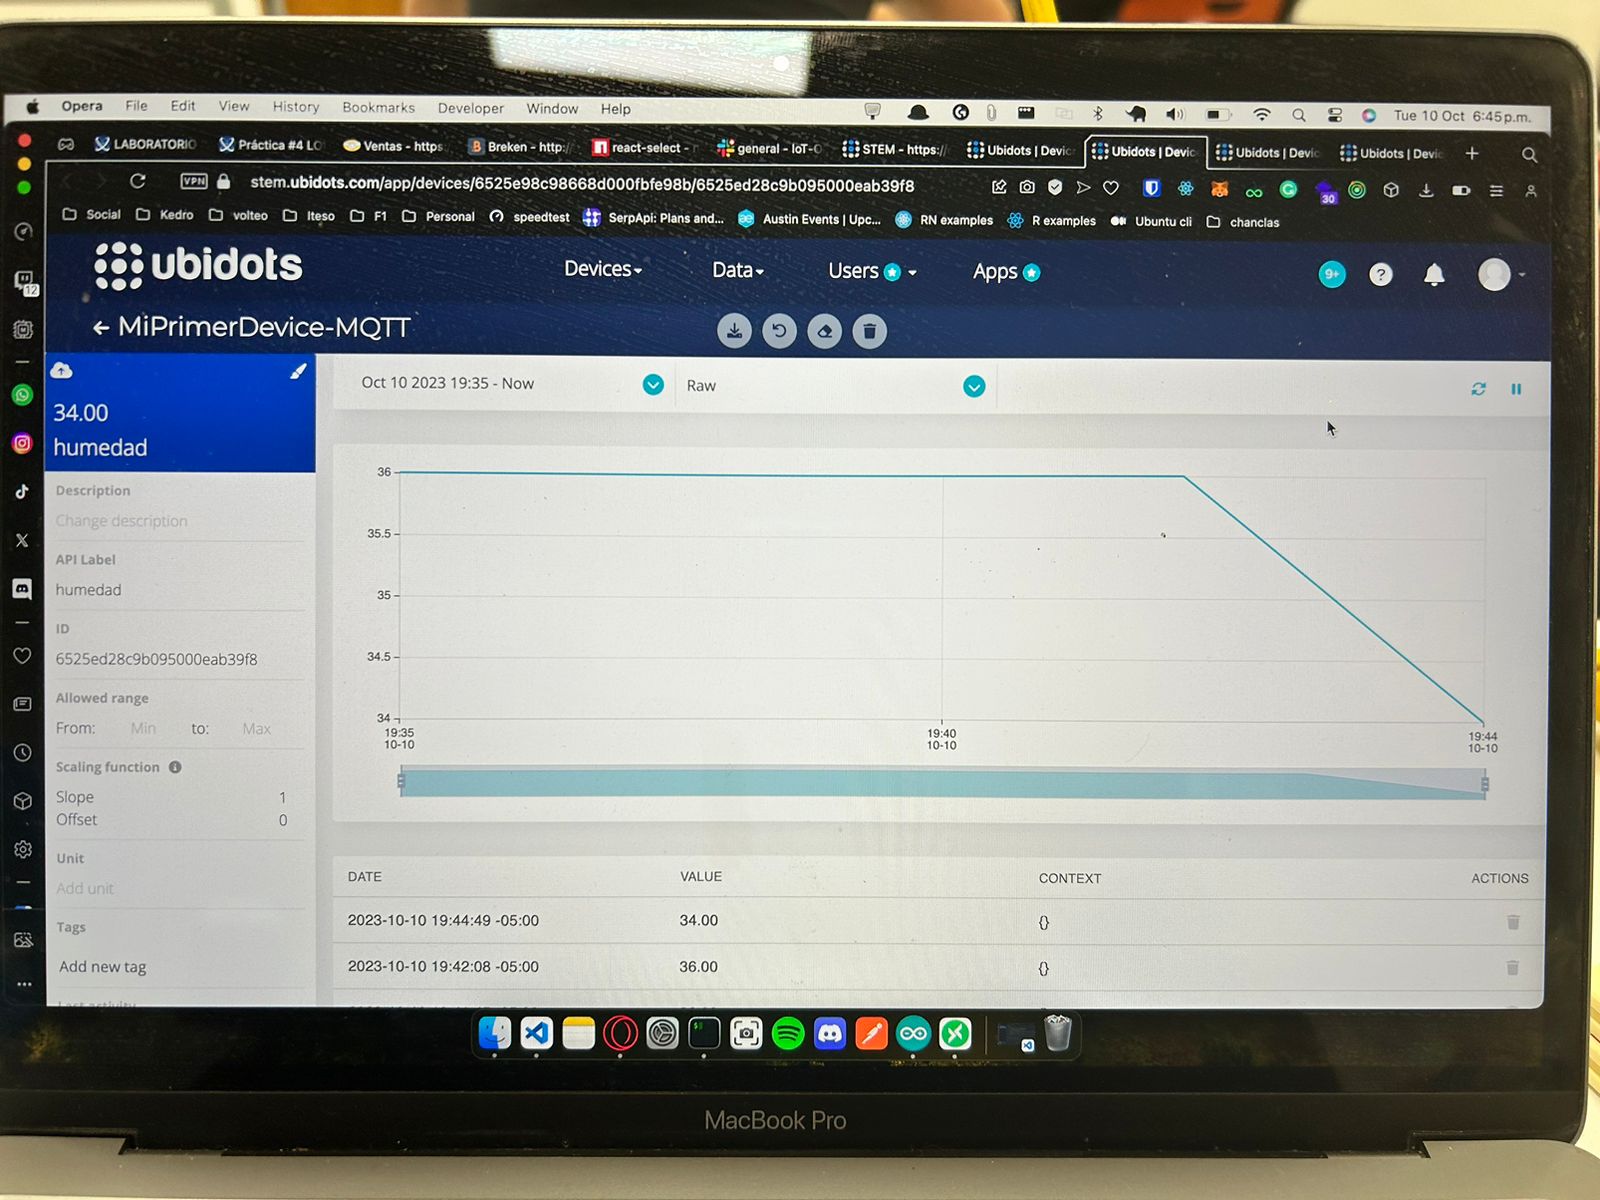 Opera File Edit View History Bookmarks Developer Window Help Tue 10 Oct 6:45 p.m.
LABORATORIO Práctica #4 LO Ventas - https: Breken - http:/ react-select - general - IoT-O STEM - https:/ Ubidots | Devic Ubidots | Devic Ubidots | Devic Ubidots | Devic
VPN stem.ubidots.com/app/devices/6525e98c98668d000fbfe98b/6525ed28c9b095000eab39f8 30
Social Kedro volteo Iteso F1 Personal speedtest SerpApi: Plans and... Austin Events | Upc... RN examples R examples Ubuntu cli chanclas
12
ubidots Devices Data Users Apps 9+ ?
← MiPrimerDevice-MQTT
Oct 10 2023 19:35 - Now Raw
34.00
humedad
Description
Change description
API Label
humedad
ID
6525ed28c9b095000eab39f8
Allowed range
From: Min to: Max
Scaling function
Slope 1
Offset 0
Unit
Add unit
Tags
Add new tag
Last activity
36
35.5
35
34.5
34
19:35 19:40 19:44
10-10 10-10 10-10
DATE VALUE CONTEXT ACTIONS
2023-10-10 19:44:49 -05:00 34.00 {}
2023-10-10 19:42:08 -05:00 36.00 {}
MacBook Pro